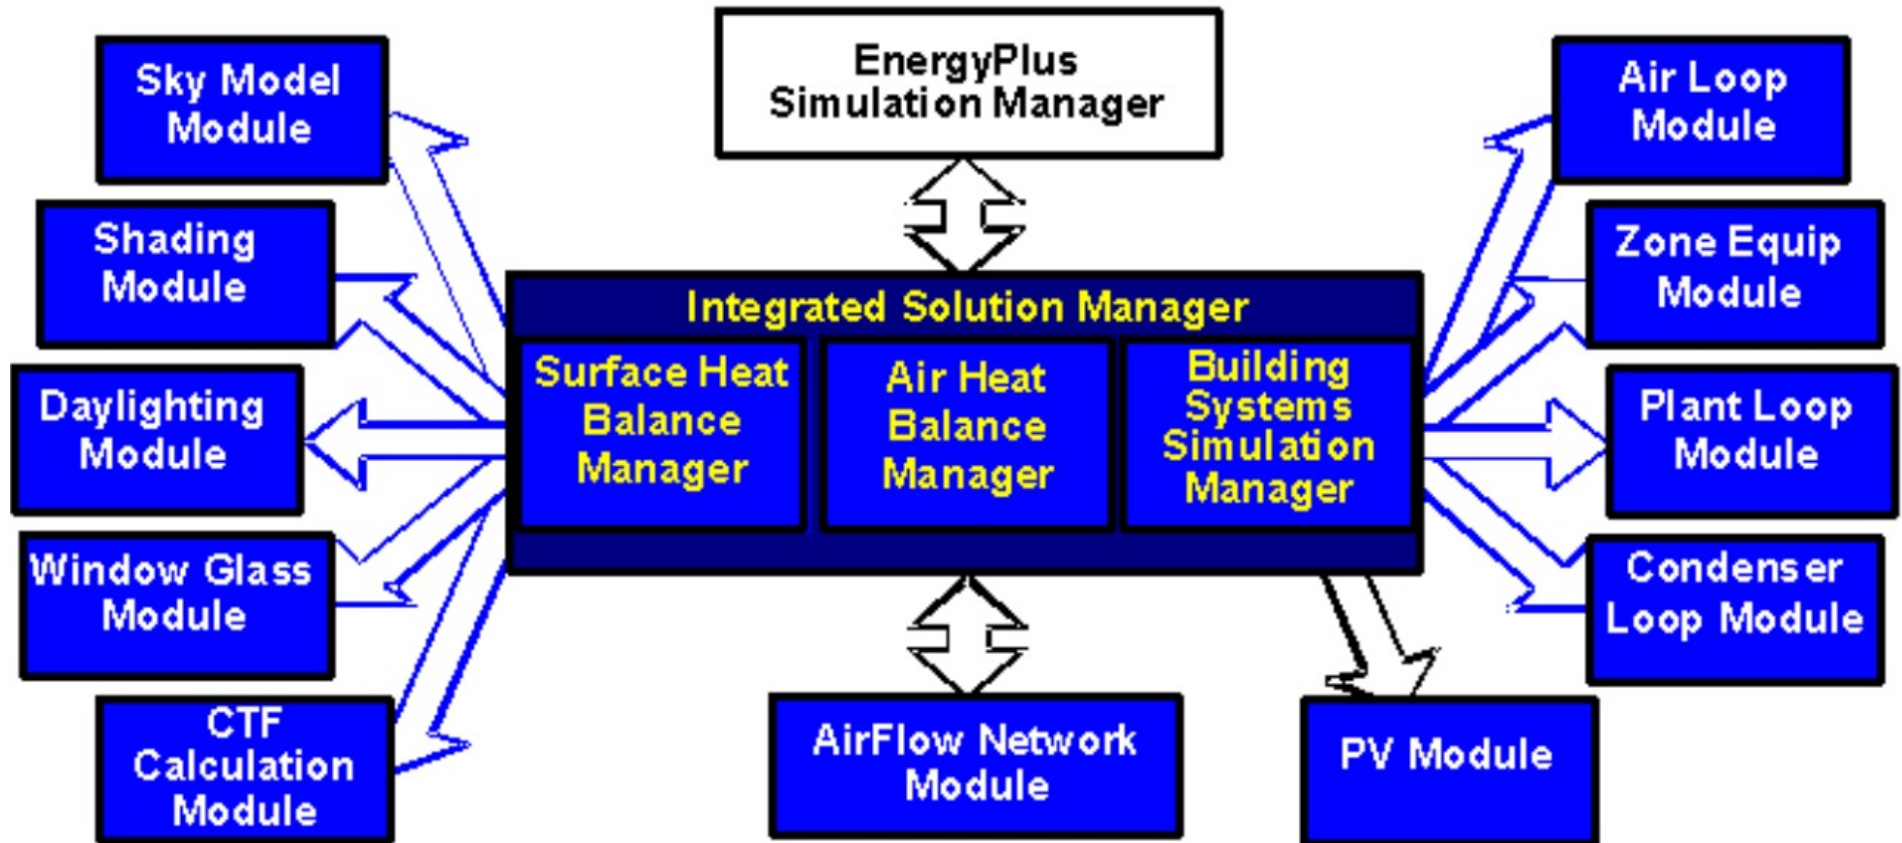 EnergyPlus
Simulation Manager
Sky Model
Module
Shading
Module
Daylighting
Module
Window Glass
Module
CTF
Calculation
Module
Integrated Solution Manager
Surface Heat
Balance
Manager
Air Heat
Balance
Manager
Building
Systems
Simulation
Manager
AirFlow Network
Module
PV Module
Air Loop
Module
Zone Equip
Module
Plant Loop
Module
Condenser
Loop Module